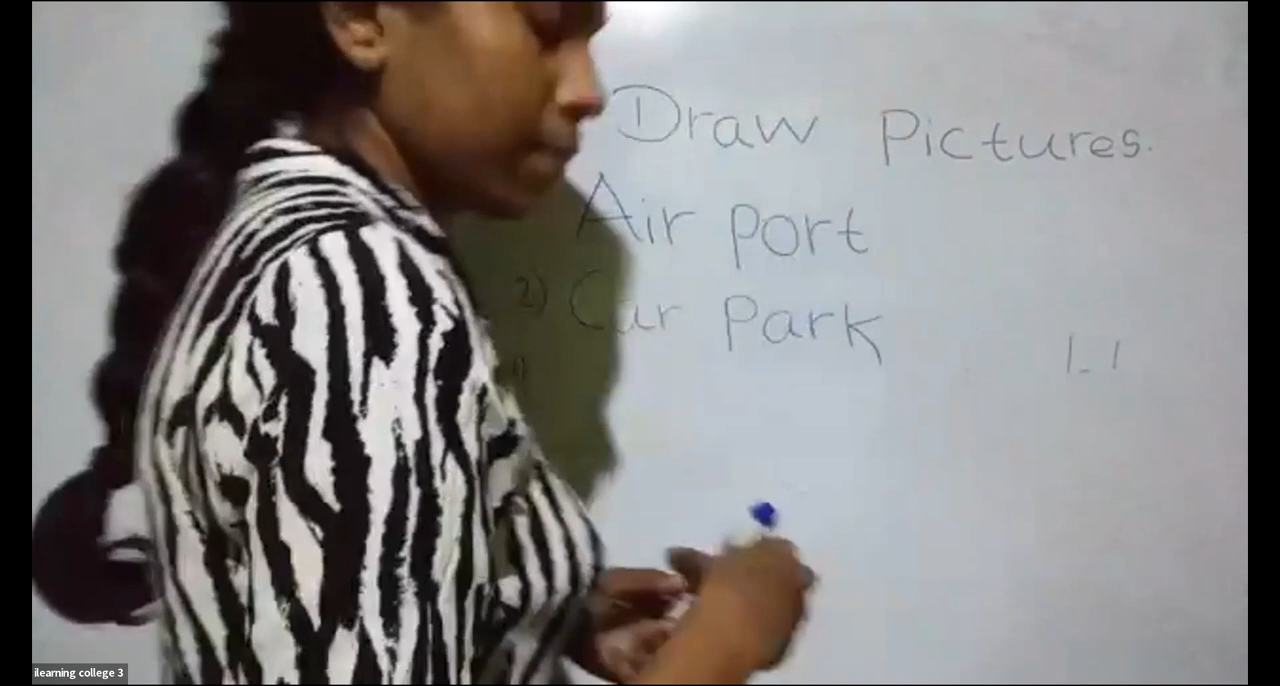 Draw Pictures.
Air port
2) Car Park
ilearning college 3